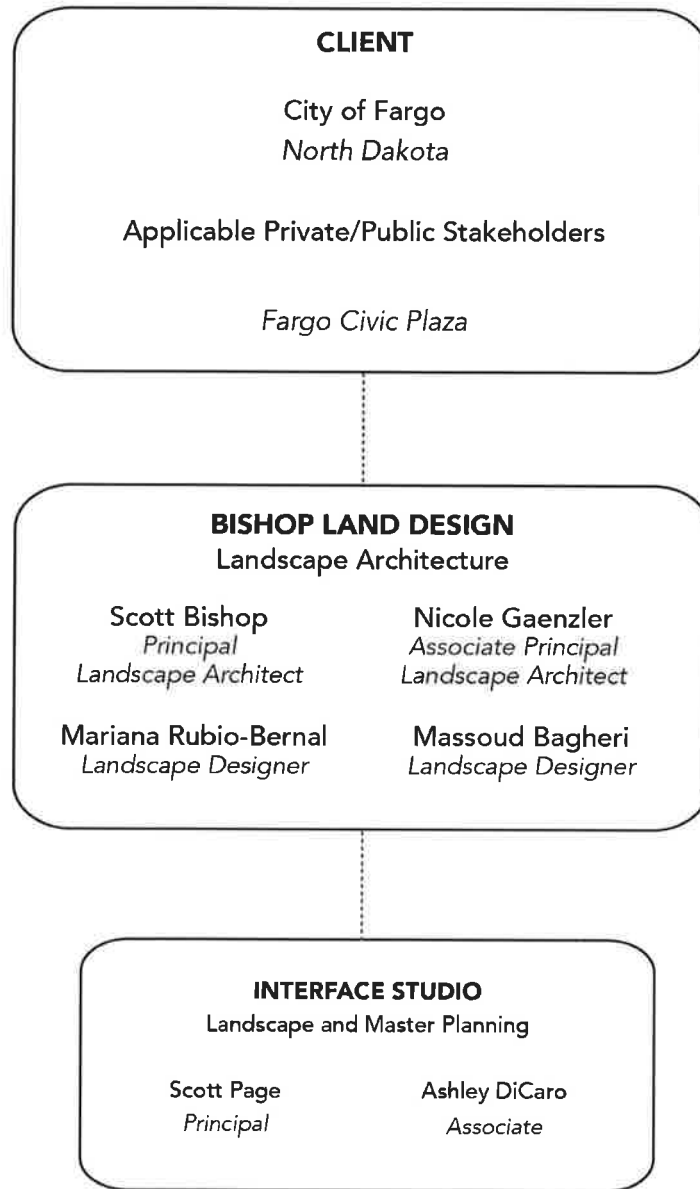 CLIENT
City of Fargo
North Dakota
Applicable Private/Public Stakeholders
Fargo Civic Plaza
BISHOP LAND DESIGN
Landscape Architecture
Scott Bishop
Principal
Landscape Architect
Nicole Gaenzler
Associate Principal
Landscape Architect
Mariana Rubio-Bernal
Landscape Designer
Massoud Bagheri
Landscape Designer
INTERFACE STUDIO
Landscape and Master Planning
Scott Page
Principal
Ashley DiCaro
Associate